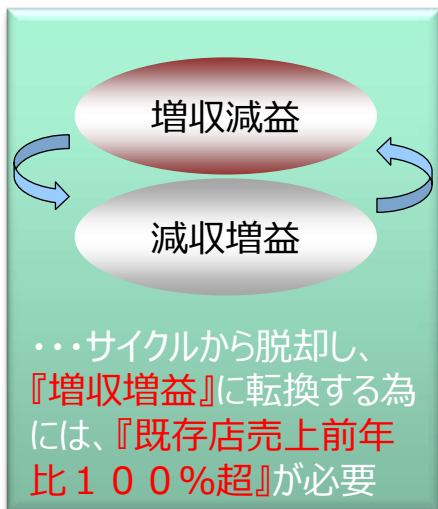 増収減益
減収増益
・・・サイクルから脱却し、
『増収増益』に転換する為
には、『既存店売上前年
比１００％超』が必要